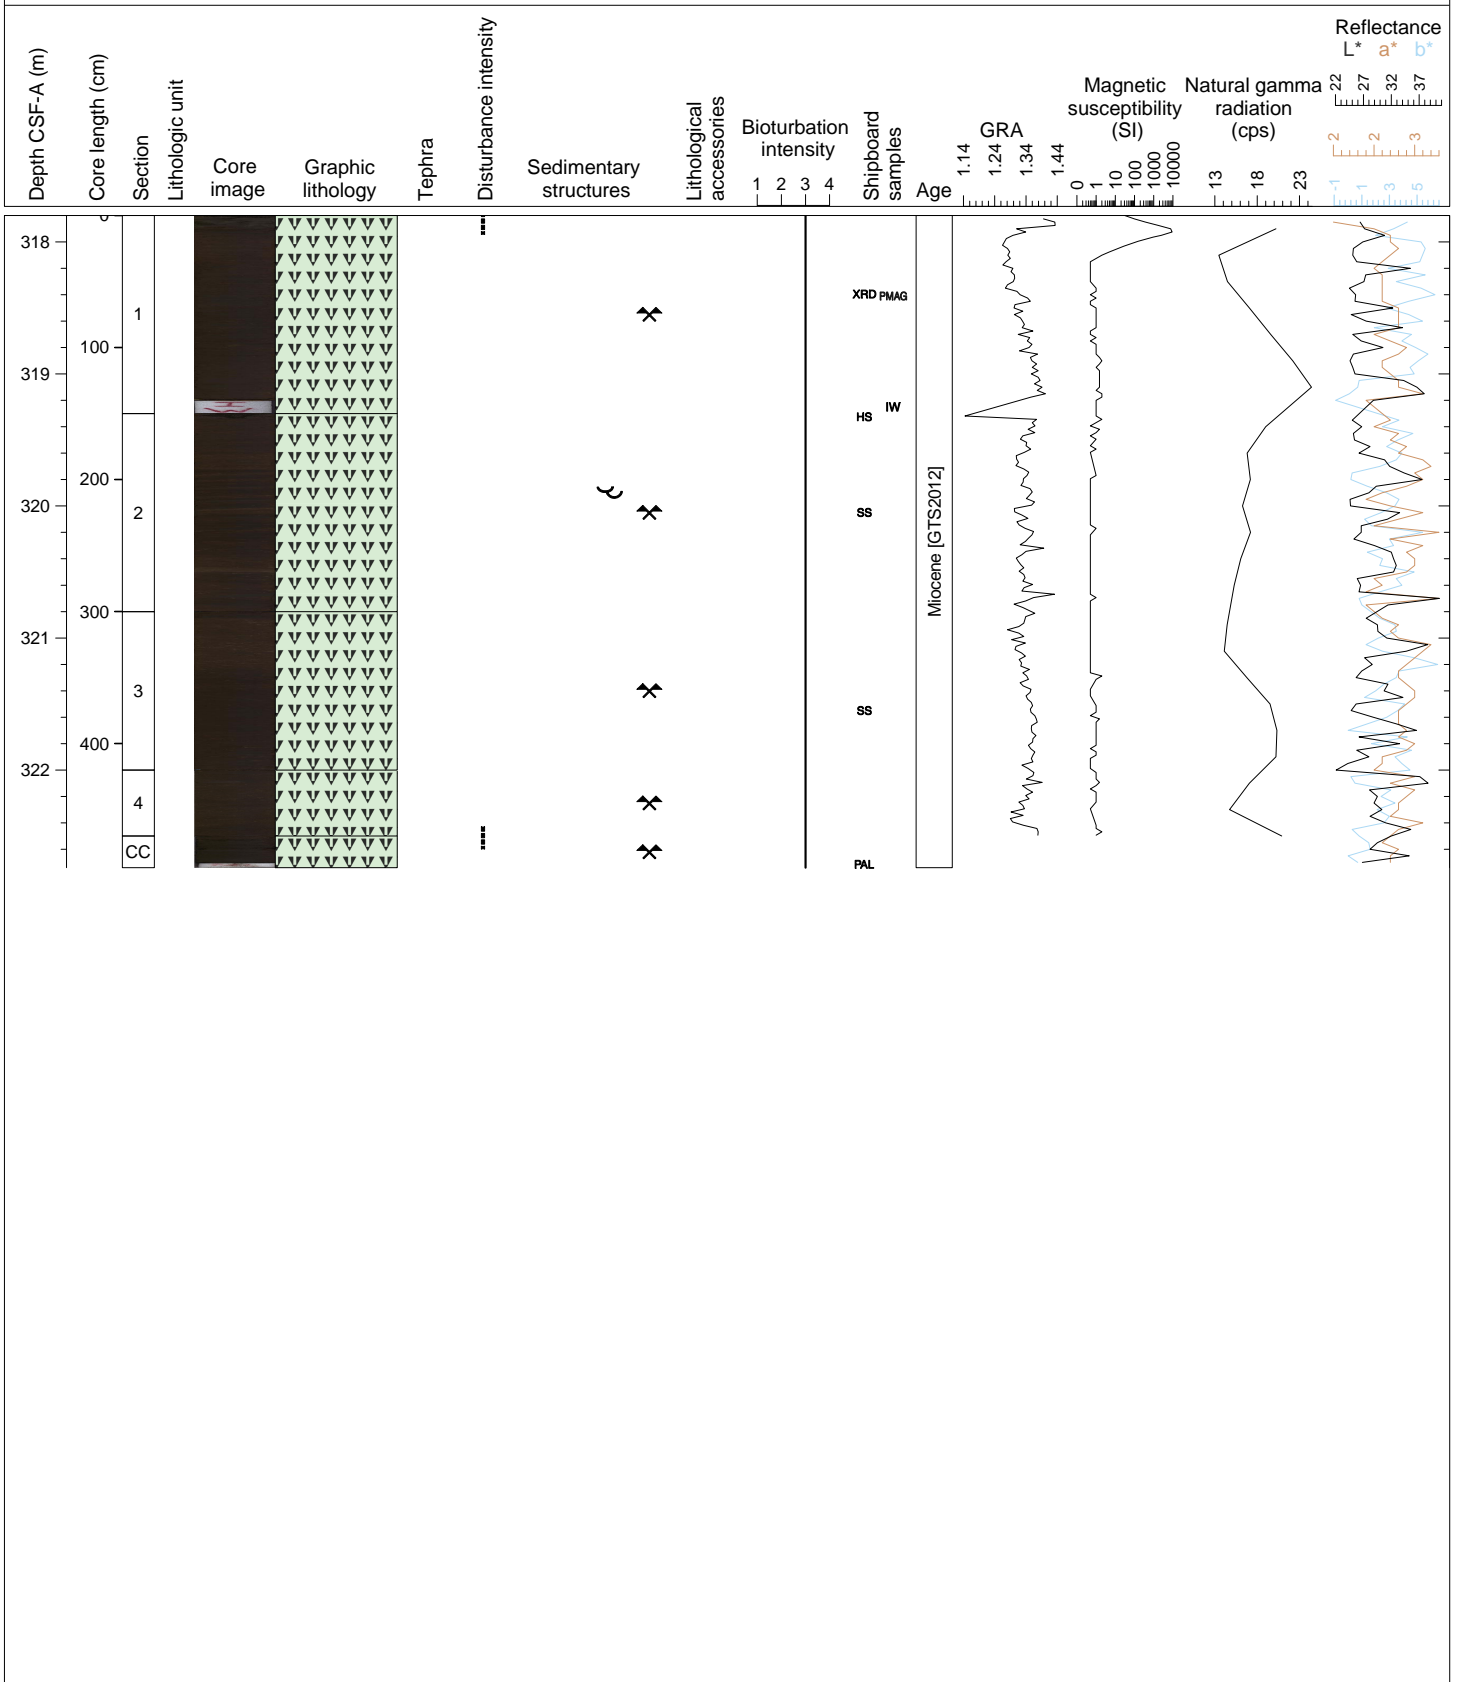 Depth CSF-A (m)
Core length (cm)
Section
Lithologic unit
Core
image
Graphic
lithology
Tephra
Disturbance intensity
Sedimentary
structures
Lithological
accessories
Bioturbation
intensity
1 2 3 4
Shipboard
samples
Age
GRA
1.14 1.24 1.34 1.44
Magnetic
susceptibility
(SI)
0 1 10 100 1000 10000
Natural gamma
radiation
(cps)
13 18 23
Reflectance
L* a* b*
22 27 32 37
2 2 3
-1 1 3 5
0
318
XRD PMAG
1
100
319
IW
HS
200
320
2
SS
Miocene [GTS2012]
300
321
3
SS
400
322
4
CC
PAL